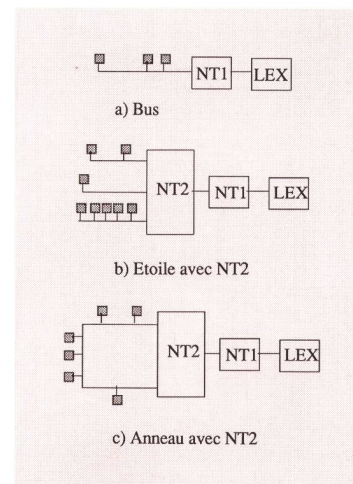 NT1 LEX
a) Bus
NT2 NT1 LEX
b) Etoile avec NT2
NT2 NT1 LEX
c) Anneau avec NT2